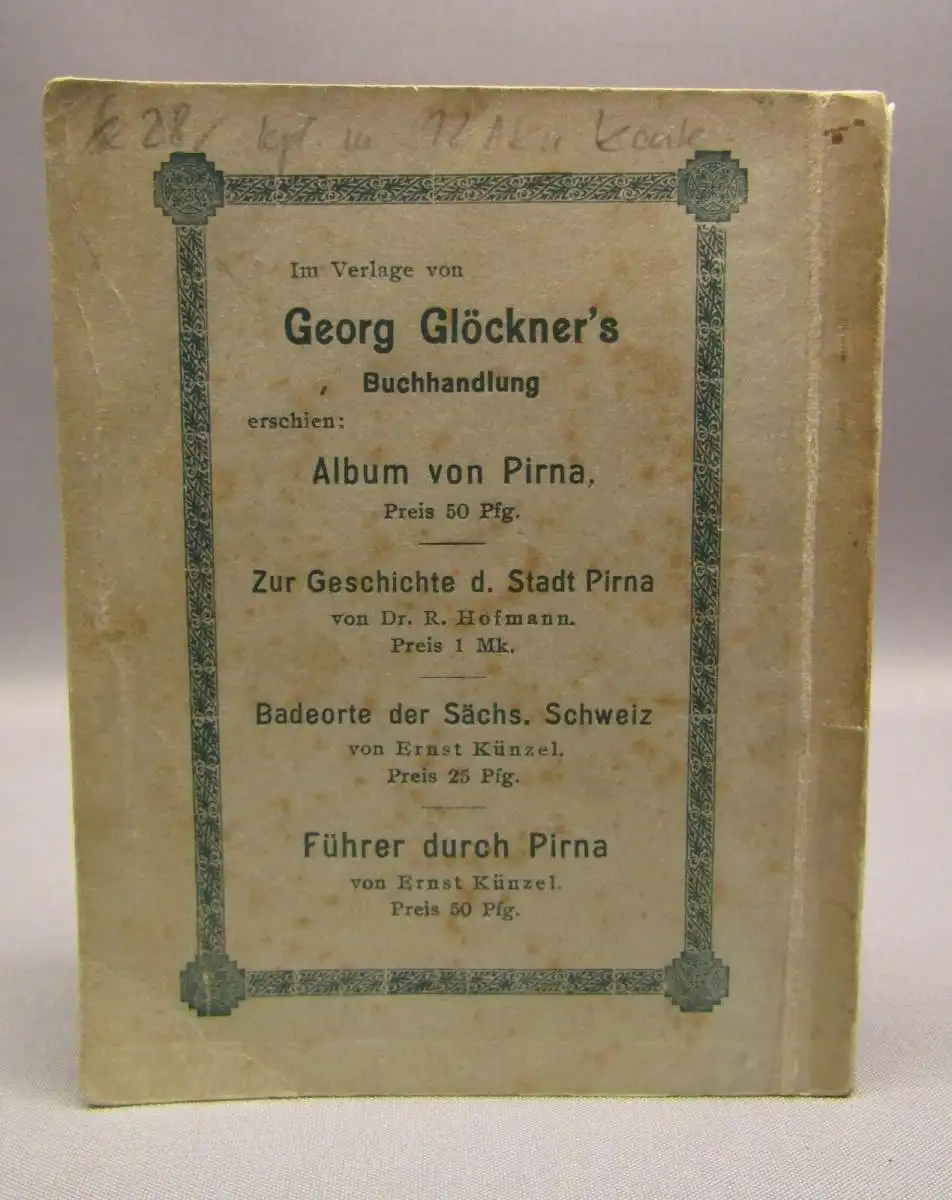 28
Im Verlage von
Georg Glöckner's
Buchhandlung
erschien:
Album von Pirna,
Preis 50 Pfg.
Zur Geschichte d. Stadt Pirna
von Dr. R. Hofmann.
Preis 1 Mk.
Badeorte der Sächs. Schweiz
von Ernst Künzel.
Preis 25 Pfg.
Führer durch Pirna
von Ernst Künzel.
Preis 50 Pfg.